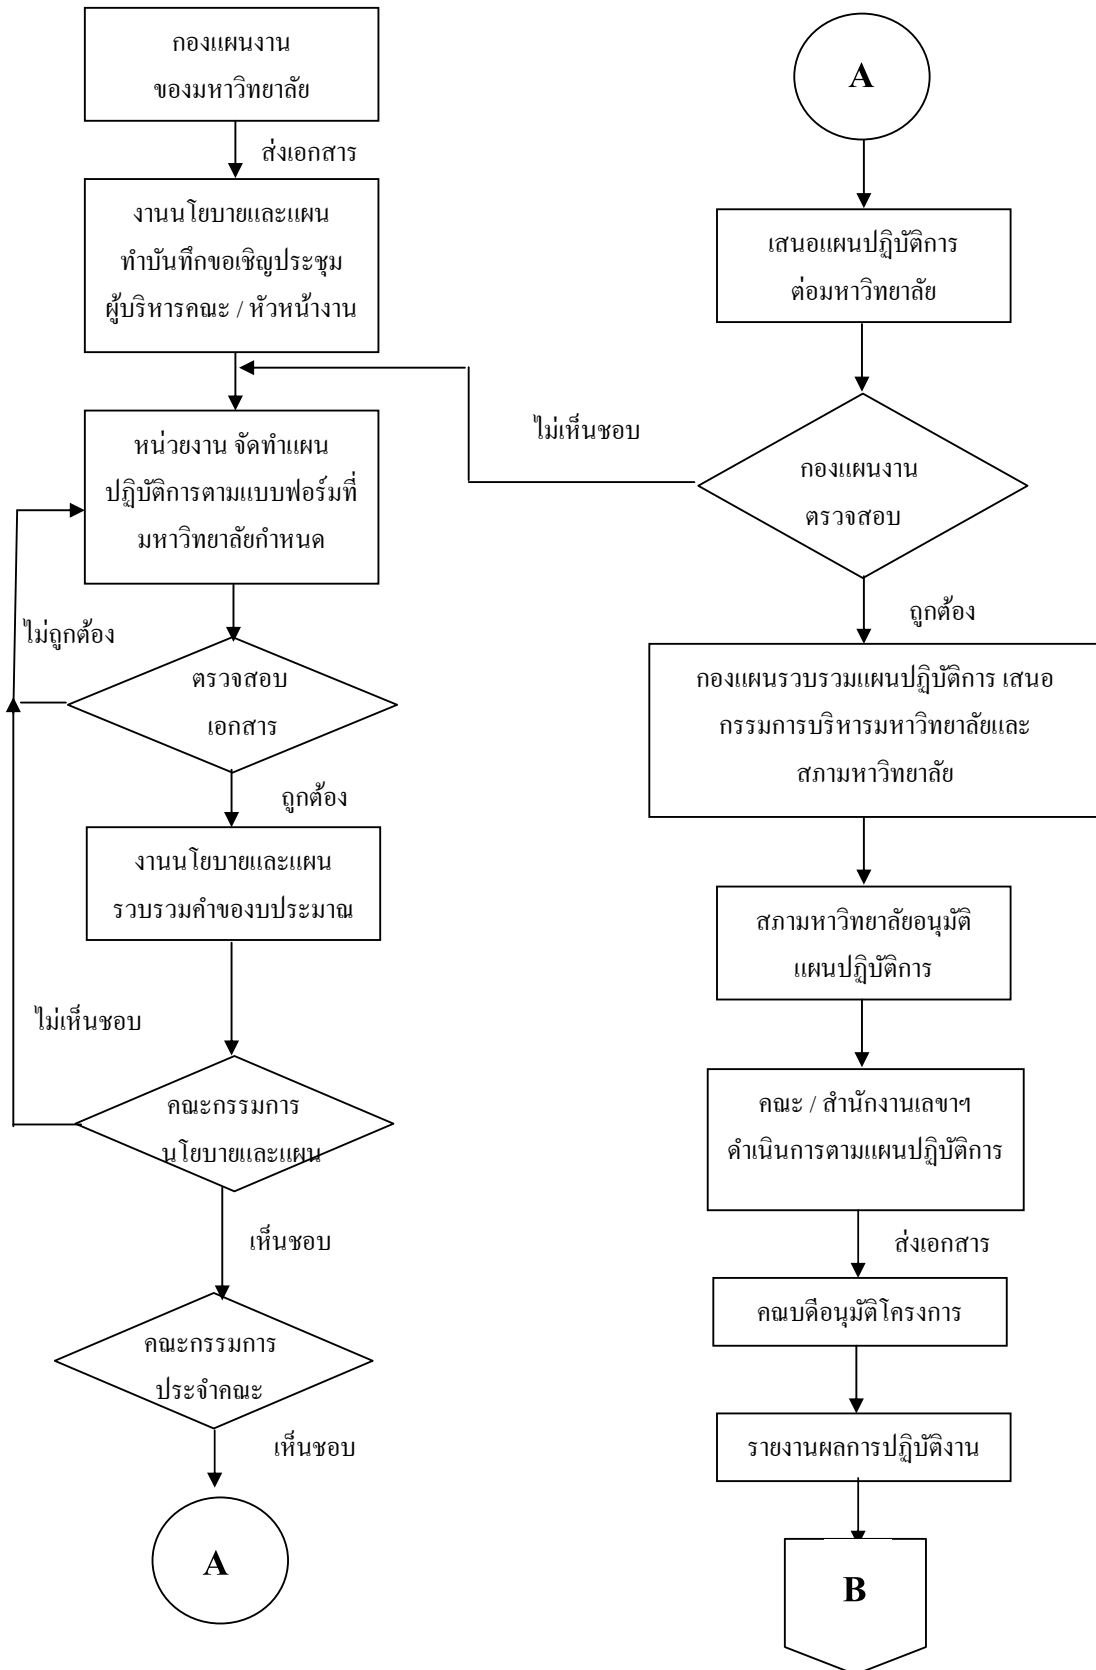 กองแผนงาน
ของมหาวิทยาลัย
ส่งเอกสาร
งานนโยบายและแผน
ทำบันทึกขอเชิญประชุม
ผู้บริหารคณะ / หัวหน้างาน
หน่วยงาน จัดทำแผน
ปฏิบัติการตามแบบฟอร์มที่
มหาวิทยาลัยกำหนด
ไม่ถูกต้อง
ตรวจสอบ
เอกสาร
ถูกต้อง
งานนโยบายและแผน
รวบรวมคำของบประมาณ
ไม่เห็นชอบ
คณะกรรมการ
นโยบายและแผน
เห็นชอบ
คณะกรรมการ
ประจำคณะ
เห็นชอบ
A
A
เสนอแผนปฏิบัติการ
ต่อมหาวิทยาลัย
ไม่เห็นชอบ
กองแผนงาน
ตรวจสอบ
ถูกต้อง
กองแผนรวบรวมแผนปฏิบัติการ เสนอ
กรรมการบริหารมหาวิทยาลัยและ
สภามหาวิทยาลัย
สภามหาวิทยาลัยอนุมัติ
แผนปฏิบัติการ
คณะ / สำนักงานเลขาฯ
ดำเนินการตามแผนปฏิบัติการ
ส่งเอกสาร
คณบดีอนุมัติโครงการ
รายงานผลการปฏิบัติงาน
B